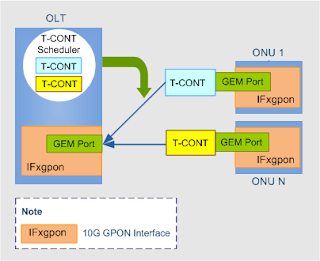 OLT
T-CONT
Scheduler
T-CONT
T-CONT
GEM Port
IFxgpon
ONU 1
T-CONT
GEM Port
IFxgpon
T-CONT
GEM Port
IFxgpon
ONU N
Note
IFxgpon 10G GPON Interface